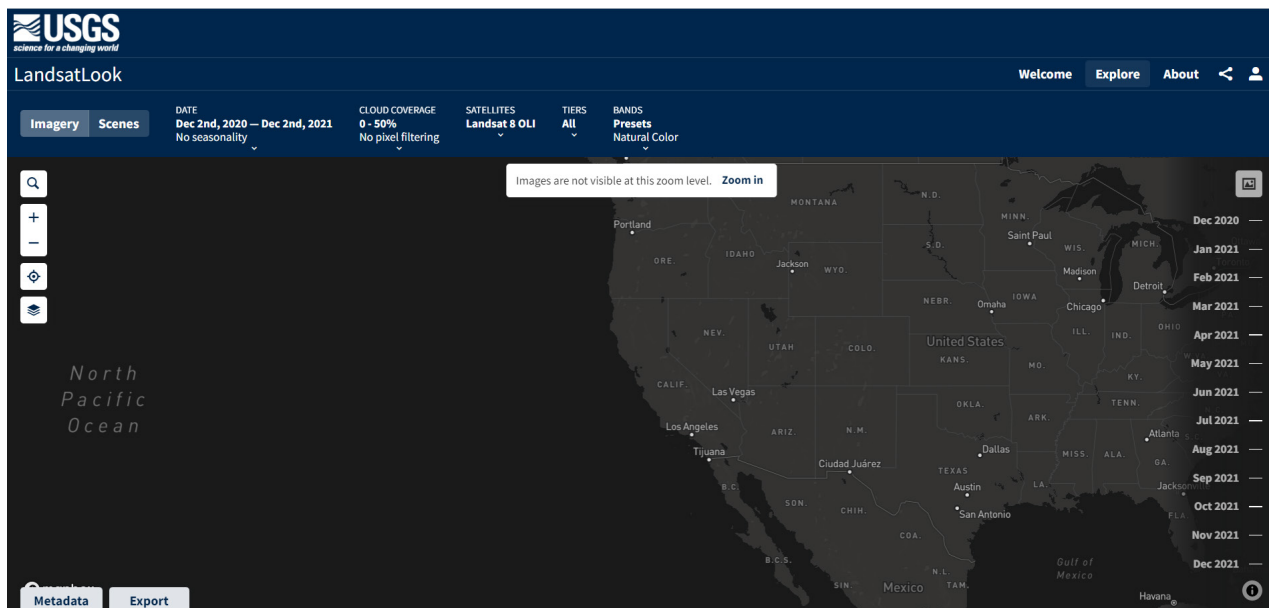 USGS
science for a changing world
LandsatLook
Welcome
Explore
About
Imagery
Scenes
DATE
Dec 2nd, 2020 — Dec 2nd, 2021
No seasonality
CLOUD COVERAGE
0 - 50%
No pixel filtering
SATELLITES
Landsat 8 OLI
TIERS
All
BANDS
Presets
Natural Color
Images are not visible at this zoom level. Zoom in
MONTANA
N.D.
MINN.
Portland
Saint Paul
WIS.
MICH.
ORE.
IDAHO
Jackson
WYO.
S.D.
Madison
Detroit
NEBR.
Omaha
IOWA
Chicago
NEV.
UTAH
COLO.
United States
KANS.
ILL.
IND.
OHIO
MO.
KY.
North
Pacific
Ocean
CALIF.
Las Vegas
OKLA.
TENN.
ARK.
Los Angeles
ARIZ.
N.M.
Atlanta
S.C.
Tijuana
Ciudad Juárez
Dallas
MISS.
ALA.
GA.
TEXAS
B.C.
Austin
LA.
SON.
CHIH.
San Antonio
FLA.
COA.
B.C.S.
Gulf of
Mexico
N.L.
SIN.
Mexico
TAM.
Havana
Dec 2020
Jan 2021
Feb 2021
Mar 2021
Apr 2021
May 2021
Jun 2021
Jul 2021
Aug 2021
Sep 2021
Oct 2021
Nov 2021
Dec 2021
Metadata
Export